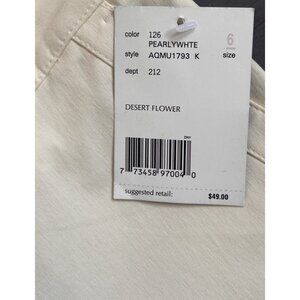 color 126 6
PEARLYWHTE
style AQMU1793 K size
dept 212
DESERT FLOWER
7 73458 97004 0
suggested retail: $49.00